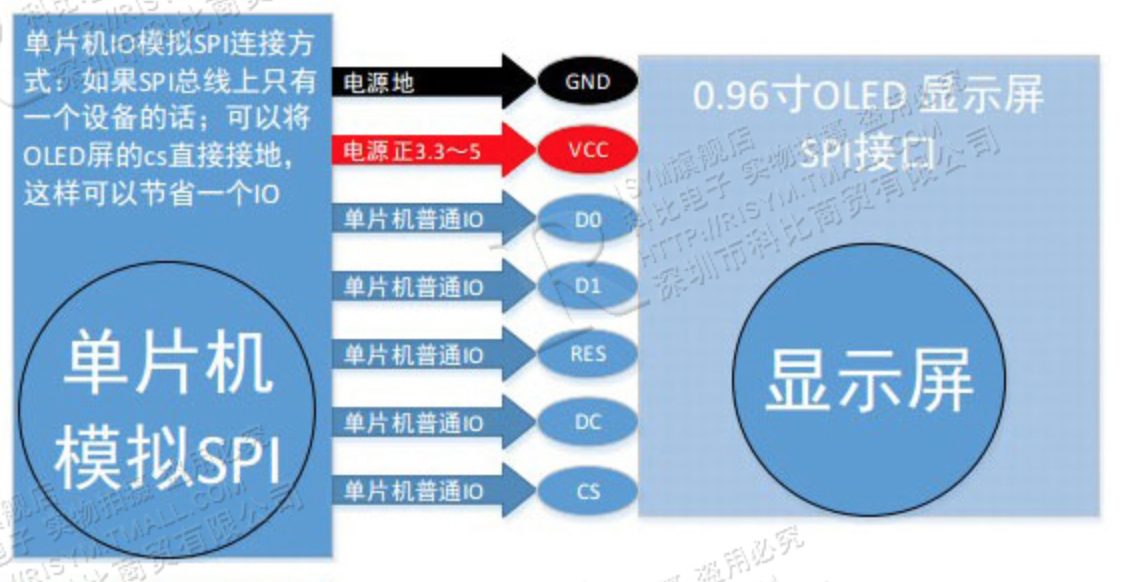 单片机IO模拟SPI连接方
式：如果SPI总线上只有
一个设备的话；可以将
OLED屏的cs直接接地，
这样可以节省一个IO
单片机
模拟SPI
电源地
GND
电源正3.3～5
VCC
单片机普通IO
D0
单片机普通IO
D1
单片机普通IO
RES
单片机普通IO
DC
单片机普通IO
CS
0.96寸OLED 显示屏
SPI接口
显示屏
RISYM旗舰店
科比电子 实物拍摄 盗用必究
HTTP://RISYM.TMALL.COM
深圳市科比商贸有限公司